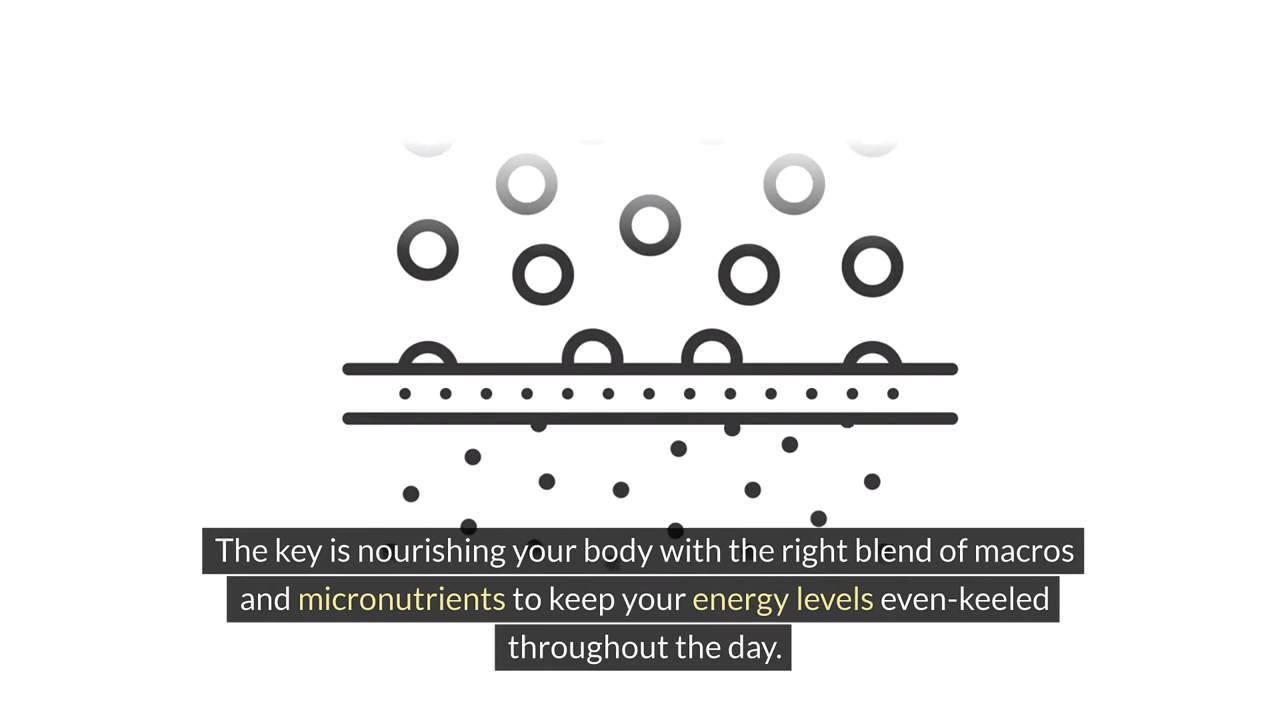 The key is nourishing your body with the right blend of macros
and micronutrients to keep your energy levels even-keeled
throughout the day.